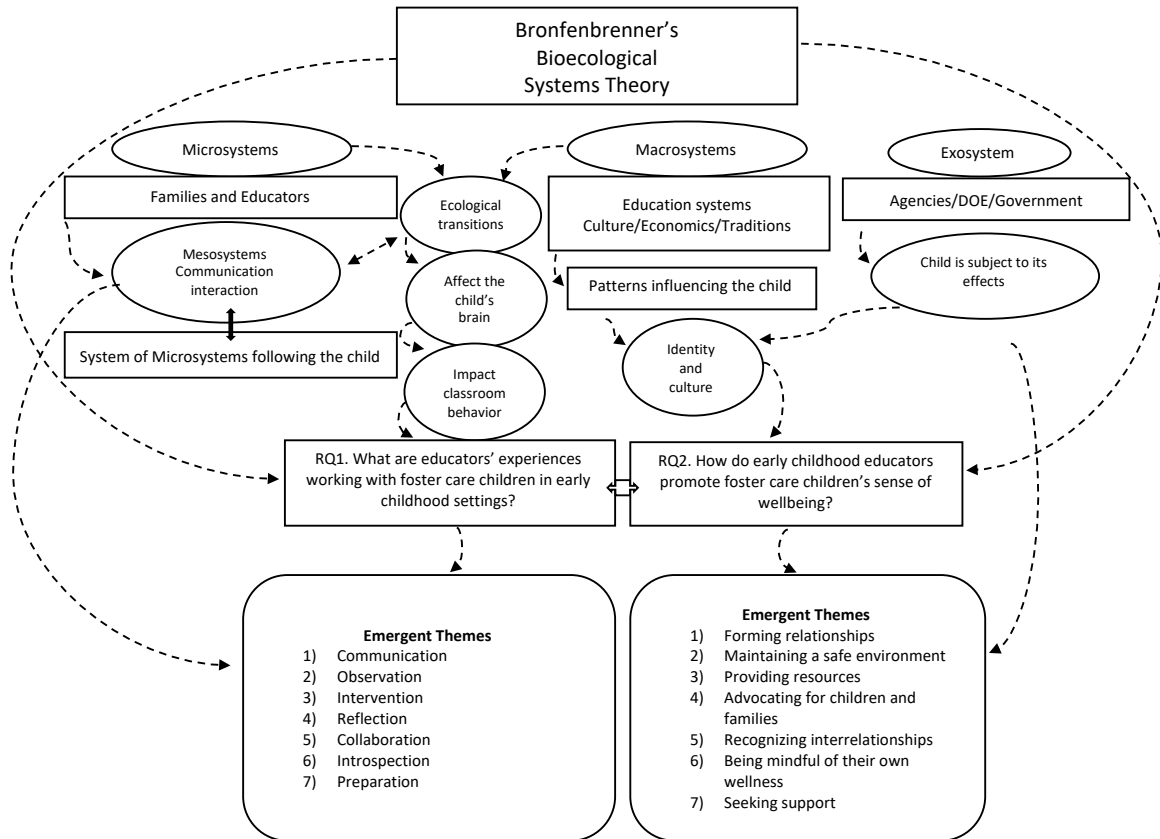 Bronfenbrenner’s
Bioecological
Systems Theory
Microsystems
Macrosystems
Exosystem
Families and Educators
Ecological
transitions
Education systems
Culture/Economics/Traditions
Agencies/DOE/Government
Mesosystems
Communication
interaction
Affect the
child’s
brain
Patterns influencing the child
Child is subject to its
effects
System of Microsystems following the child
Impact
classroom
behavior
Identity
and
culture
RQ1. What are educators’ experiences
working with foster care children in early
childhood settings?
RQ2. How do early childhood educators
promote foster care children’s sense of
wellbeing?
Emergent Themes
1) Communication
2) Observation
3) Intervention
4) Reflection
5) Collaboration
6) Introspection
7) Preparation
Emergent Themes
1) Forming relationships
2) Maintaining a safe environment
3) Providing resources
4) Advocating for children and
families
5) Recognizing interrelationships
6) Being mindful of their own
wellness
7) Seeking support